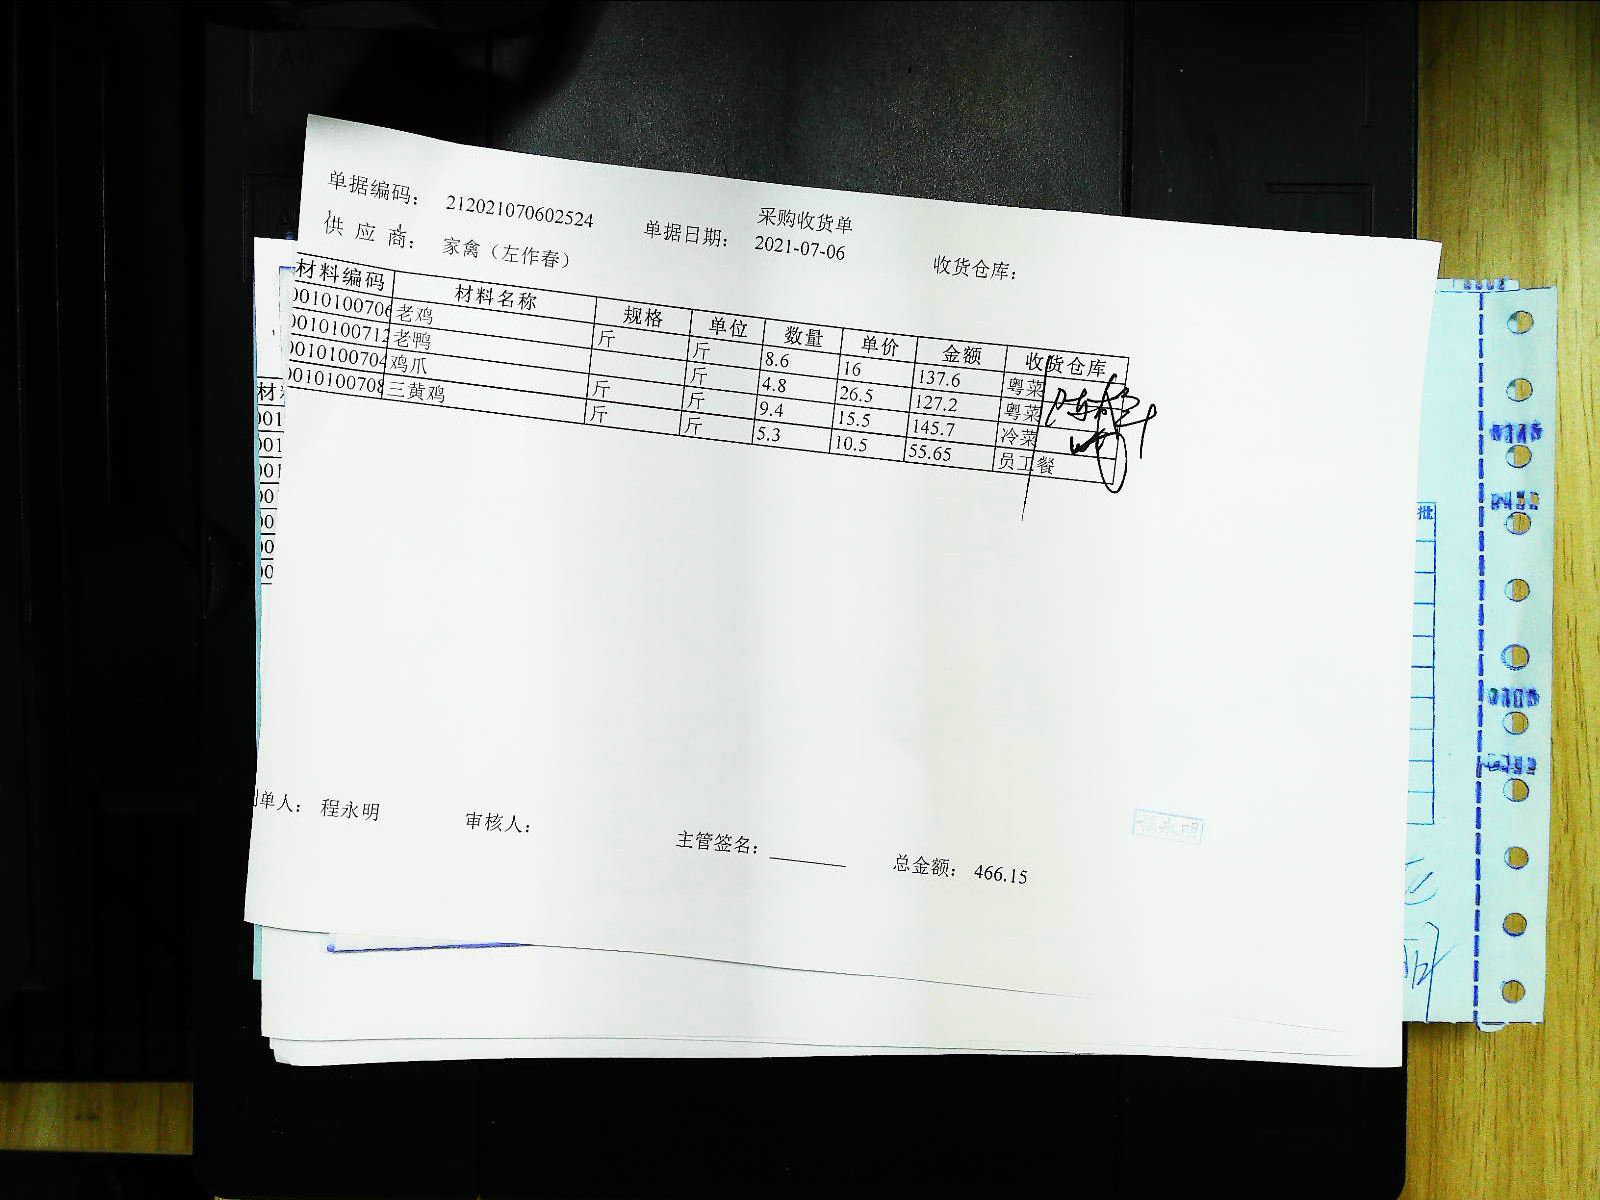 采购收货单
单据编码： 212021070602524 单据日期： 2021-07-06 收货仓库：
供 应 商： 家禽（左作春）
材料编码 材料名称 规格 单位 数量 单价 金额 收货仓库
0010100706 老鸡 斤 斤 8.6 16 137.6 粤菜
0010100712 老鸭 斤 4.8 26.5 127.2 粤菜
0010100704 鸡爪 斤 斤 9.4 15.5 145.7 冷菜
0010100708 三黄鸡 斤 斤 5.3 10.5 55.65 员工餐
单人： 程永明 审核人： 主管签名： 总金额： 466.15
程永明
批